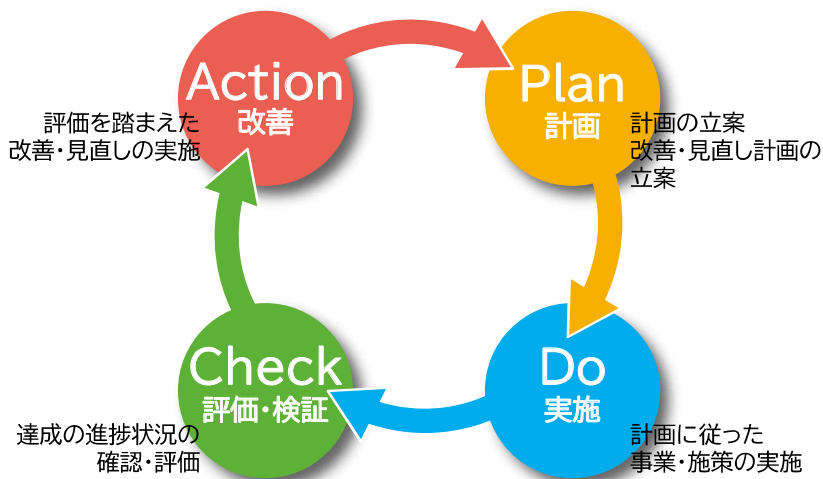 Action
改善
評価を踏まえた
改善・見直しの実施
Plan
計画
計画の立案
改善・見直し計画の
立案
Do
実施
計画に従った
事業・施策の実施
Check
評価・検証
達成の進捗状況の
確認・評価